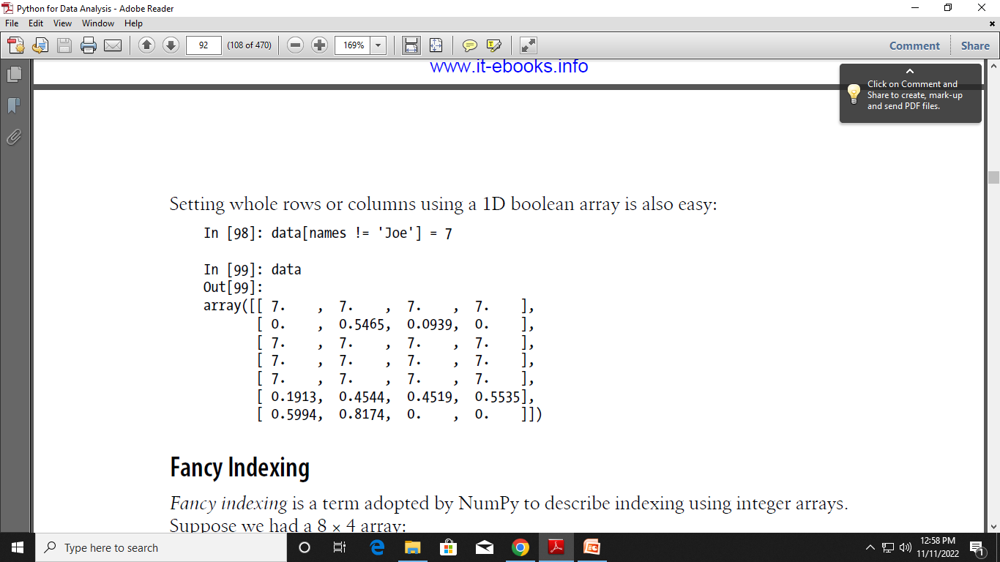 Python for Data Analysis - Adobe Reader
File Edit View Window Help
92 (108 of 470) 169% Comment Share
www.it-ebooks.info
Click on Comment and
Share to create, mark-up
and send PDF files.
Setting whole rows or columns using a 1D boolean array is also easy:
In [98]: data[names != 'Joe'] = 7
In [99]: data
Out[99]:
array([[ 7.    ,  7.    ,  7.    ,  7.    ],
       [ 0.    ,  0.5465,  0.0939,  0.    ],
       [ 7.    ,  7.    ,  7.    ,  7.    ],
       [ 7.    ,  7.    ,  7.    ,  7.    ],
       [ 7.    ,  7.    ,  7.    ,  7.    ],
       [ 0.1913,  0.4544,  0.4519,  0.5535],
       [ 0.5994,  0.8174,  0.    ,  0.    ]])
Fancy Indexing
Fancy indexing is a term adopted by NumPy to describe indexing using integer arrays.
Suppose we had a 8 × 4 array:
Type here to search
12:58 PM
11/11/2022
1